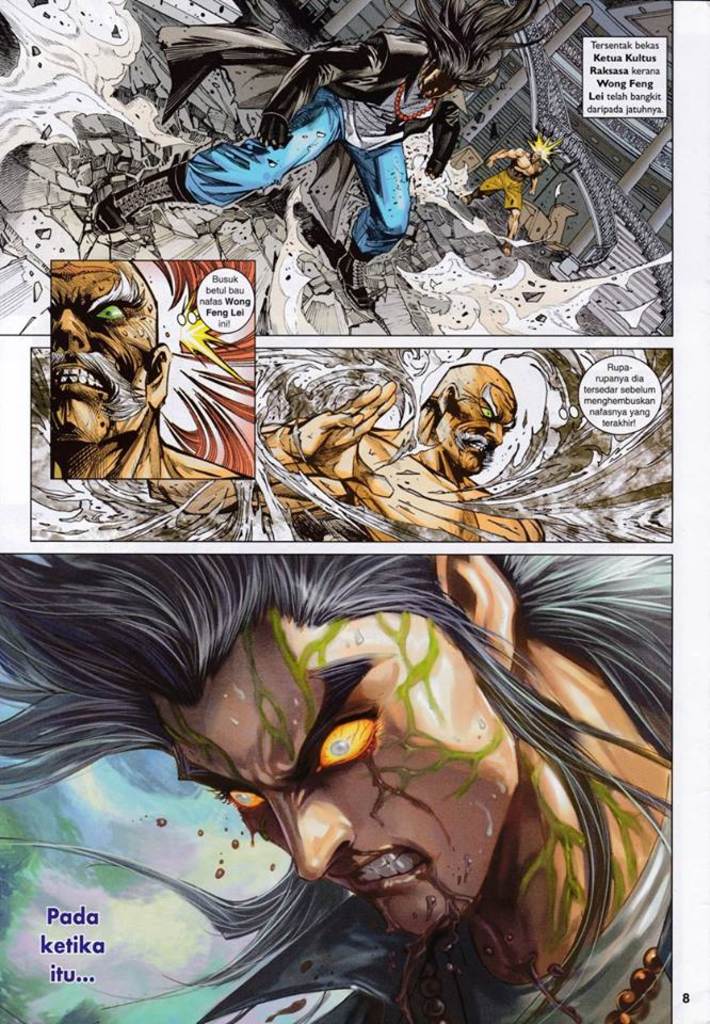 Tersentak bekas
Ketua Kultus
Raksasa kerana
Wong Feng
Lei telah bangkit
daripada jatuhnya.
Busuk
betul bau
nafas Wong
Feng Lei
ini!
Rupa-
rupanya dia
tersedar sebelum
menghembuskan
nafasnya yang
terakhir!
Pada
ketika
itu...
8